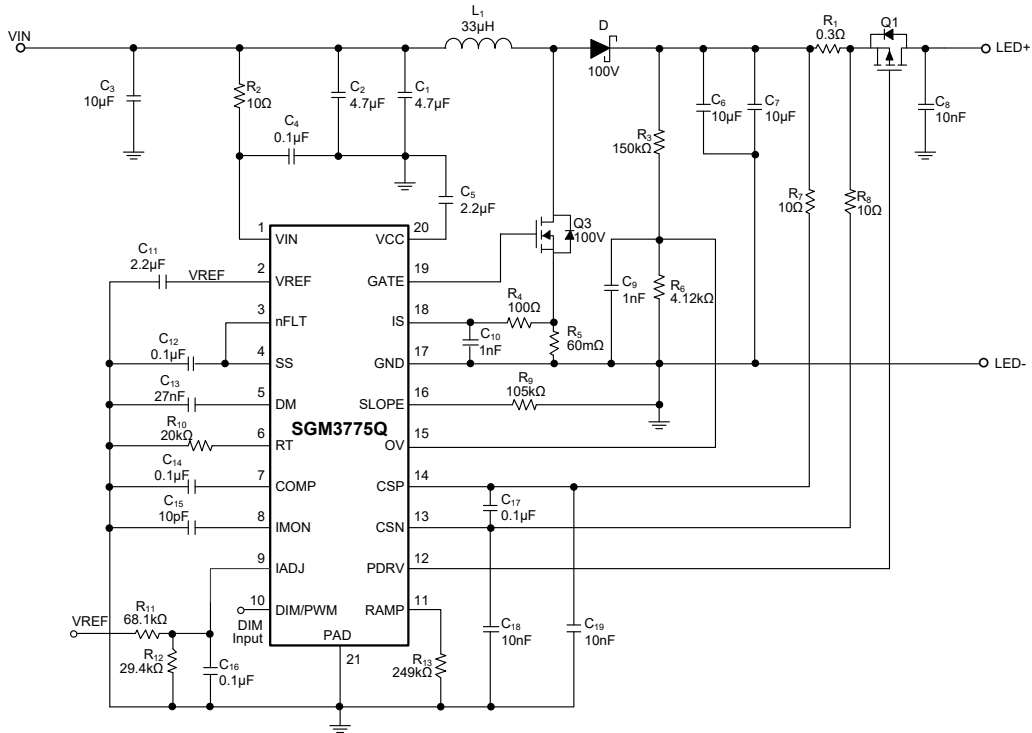 VIN
L1
33μH
D
100V
R1
0.3Ω
Q1
LED+
C3
10μF
R2
10Ω
C2
4.7μF
C1
4.7μF
C4
0.1μF
C5
2.2μF
C6
10μF
C7
10μF
C8
10nF
R3
150kΩ
R7
10Ω
R8
10Ω
Q3
100V
C11
2.2μF
VREF
1
VIN
20
VCC
2
VREF
19
GATE
3
nFLT
18
IS
R4
100Ω
C10
1nF
R5
60mΩ
C9
1nF
R6
4.12kΩ
C12
0.1μF
4
SS
17
GND
LED-
C13
27nF
5
DM
16
SLOPE
R9
105kΩ
SGM3775Q
R10
20kΩ
6
RT
15
OV
C14
0.1μF
7
COMP
14
CSP
C17
0.1μF
C15
10pF
8
IMON
13
CSN
9
IADJ
12
PDRV
VREF
R11
68.1kΩ
10
DIM/PWM
DIM
Input
11
RAMP
R12
29.4kΩ
C16
0.1μF
PAD
21
R13
249kΩ
C18
10nF
C19
10nF